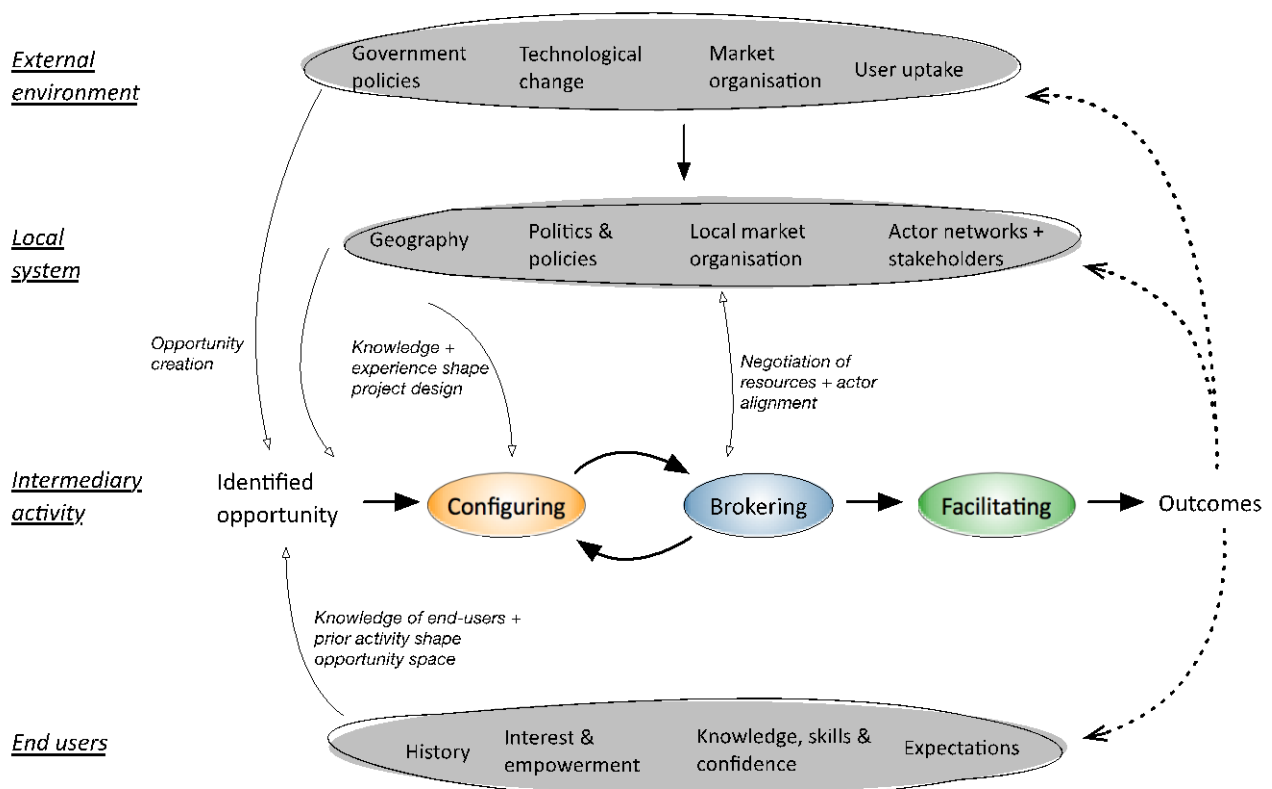 External
environment
Government
policies
Technological
change
Market
organisation
User uptake
Local
system
Geography
Politics &
policies
Local market
organisation
Actor networks +
stakeholders
Opportunity
creation
Knowledge +
experience shape
project design
Negotiation of
resources + actor
alignment
Intermediary
activity
Identified
opportunity
Configuring
Brokering
Facilitating
Outcomes
Knowledge of end-users +
prior activity shape
opportunity space
End users
History
Interest &
empowerment
Knowledge, skills &
confidence
Expectations